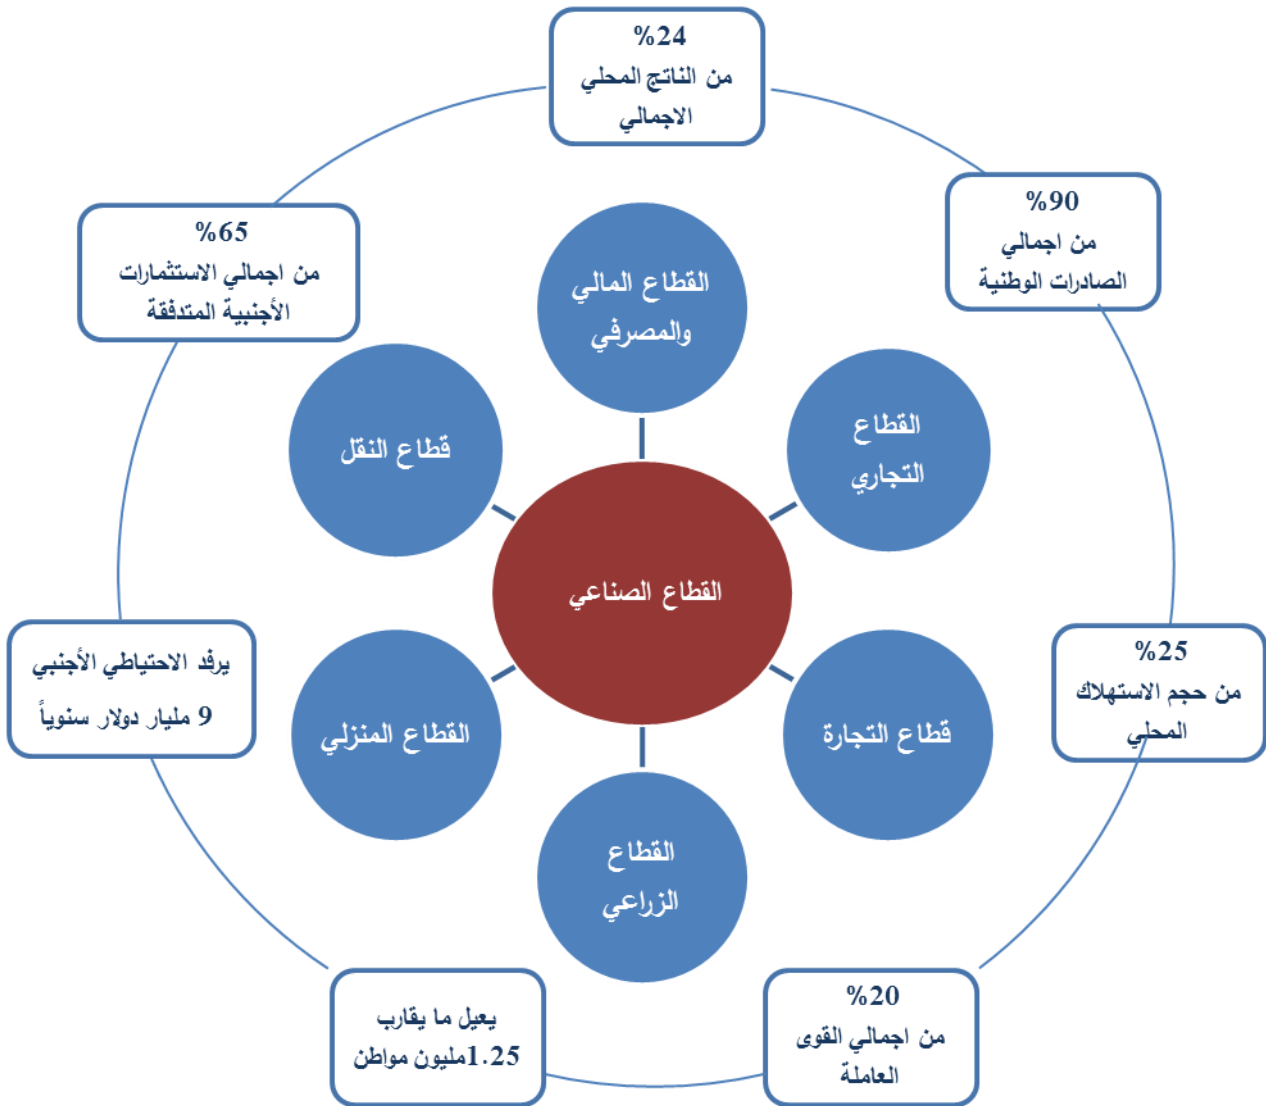 %24
من الناتج المحلي
الاجمالي
%90
من اجمالي
الصادرات الوطنية
%65
من اجمالي الاستثمارات
الأجنبية المتدفقة
القطاع المالي
والمصرفي
القطاع
التجاري
قطاع النقل
القطاع الصناعي
%25
من حجم الاستهلاك
المحلي
يرفد الاحتياطي الأجنبي
9 مليار دولار سنوياً
قطاع التجارة
القطاع المنزلي
القطاع
الزراعي
%20
من اجمالي القوى
العاملة
يعيل ما يقارب
1.25مليون مواطن